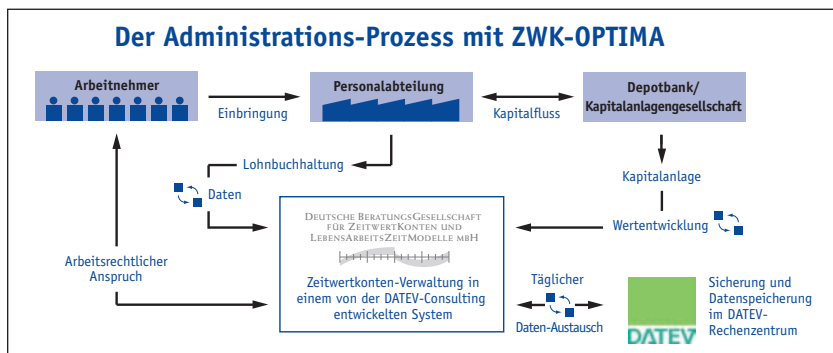 Der Administrations-Prozess mit ZWK-OPTIMA
Arbeitnehmer
Einbringung
Personalabteilung
Kapitalfluss
Depotbank/
Kapitalanlagengesellschaft
Lohnbuchhaltung
Kapitalanlage
Daten
DEUTSCHE BERATUNGSGESELLSCHAFT
FÜR ZEITWERTKONTEN UND
LEBENSARBEITSZEITMODELLE MBH
Wertentwicklung
Arbeitsrechtlicher
Anspruch
Zeitwertkonten-Verwaltung in
einem von der DATEV-Consulting
entwickelten System
Täglicher
Daten-Austausch
DATEV
Sicherung und
Datenspeicherung
im DATEV-
Rechenzentrum